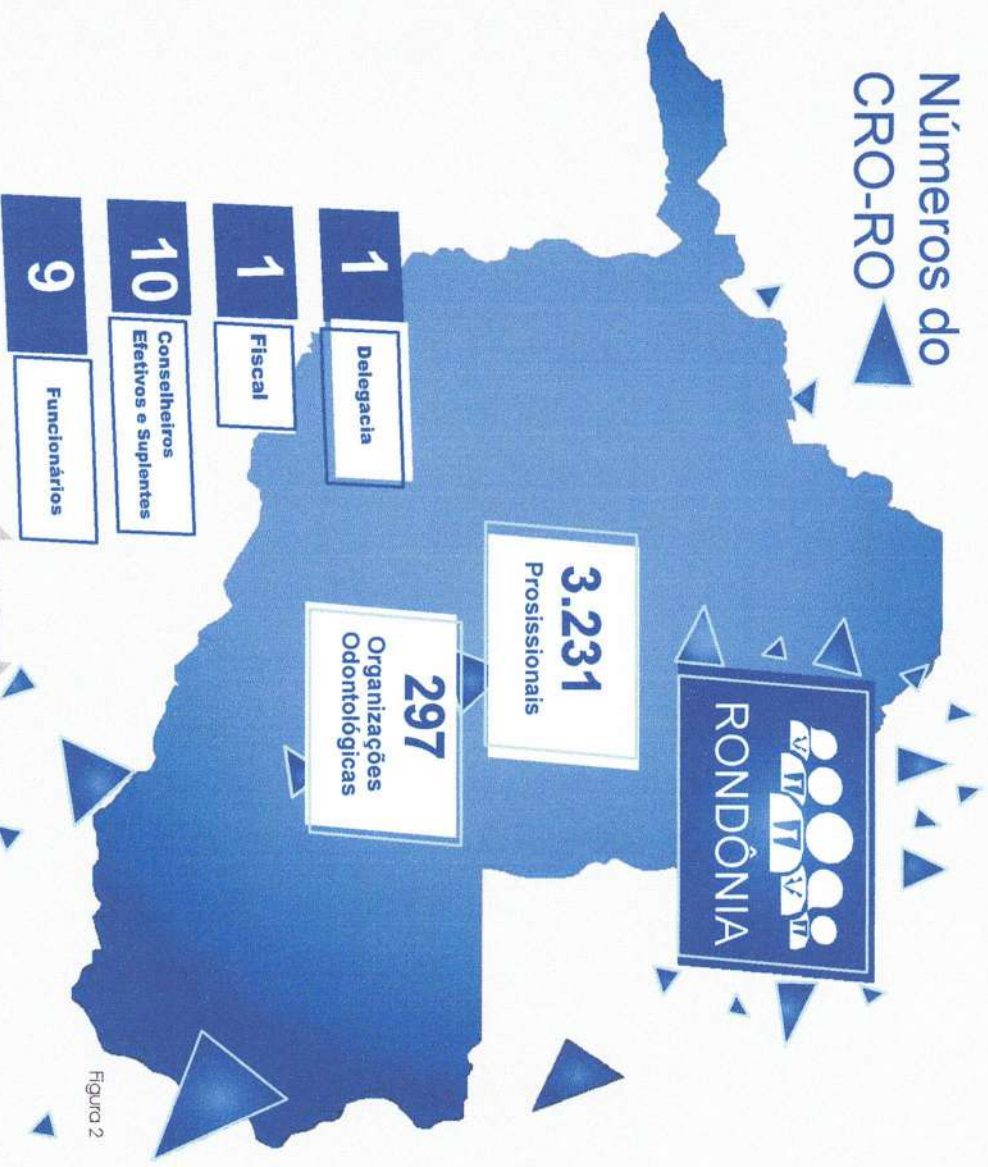 Números do
CRO-RO
RONDÔNIA
3.231
Prosissionais
297
Organizações
Odontológicas
1
Delegacia
1
Fiscal
10
Conselheiros
Efetivos e Suplentes
9
Funcionários
Figura 2